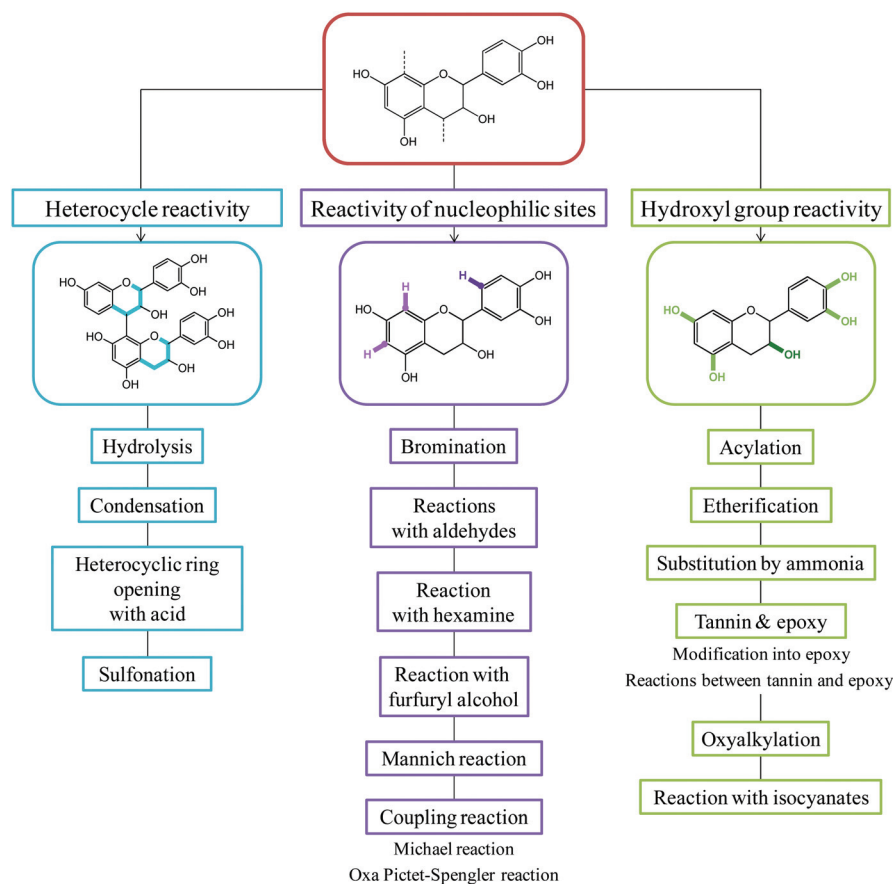 OH
OH
HO
O
OH
OH
Heterocycle reactivity
OH
OH
HO
O
OH
OH
HO
O
OH
OH
OH
Hydrolysis
Condensation
Heterocyclic ring
opening
with acid
Sulfonation
Reactivity of nucleophilic sites
H
OH
H
OH
HO
O
H
OH
OH
Bromination
Reactions
with aldehydes
Reaction
with hexamine
Reaction with
furfuryl alcohol
Mannich reaction
Coupling reaction
Michael reaction
Oxa Pictet-Spengler reaction
Hydroxyl group reactivity
OH
HO
O
OH
OH
OH
Acylation
Etherification
Substitution by ammonia
Tannin & epoxy
Modification into epoxy
Reactions between tannin and epoxy
Oxyalkylation
Reaction with isocyanates